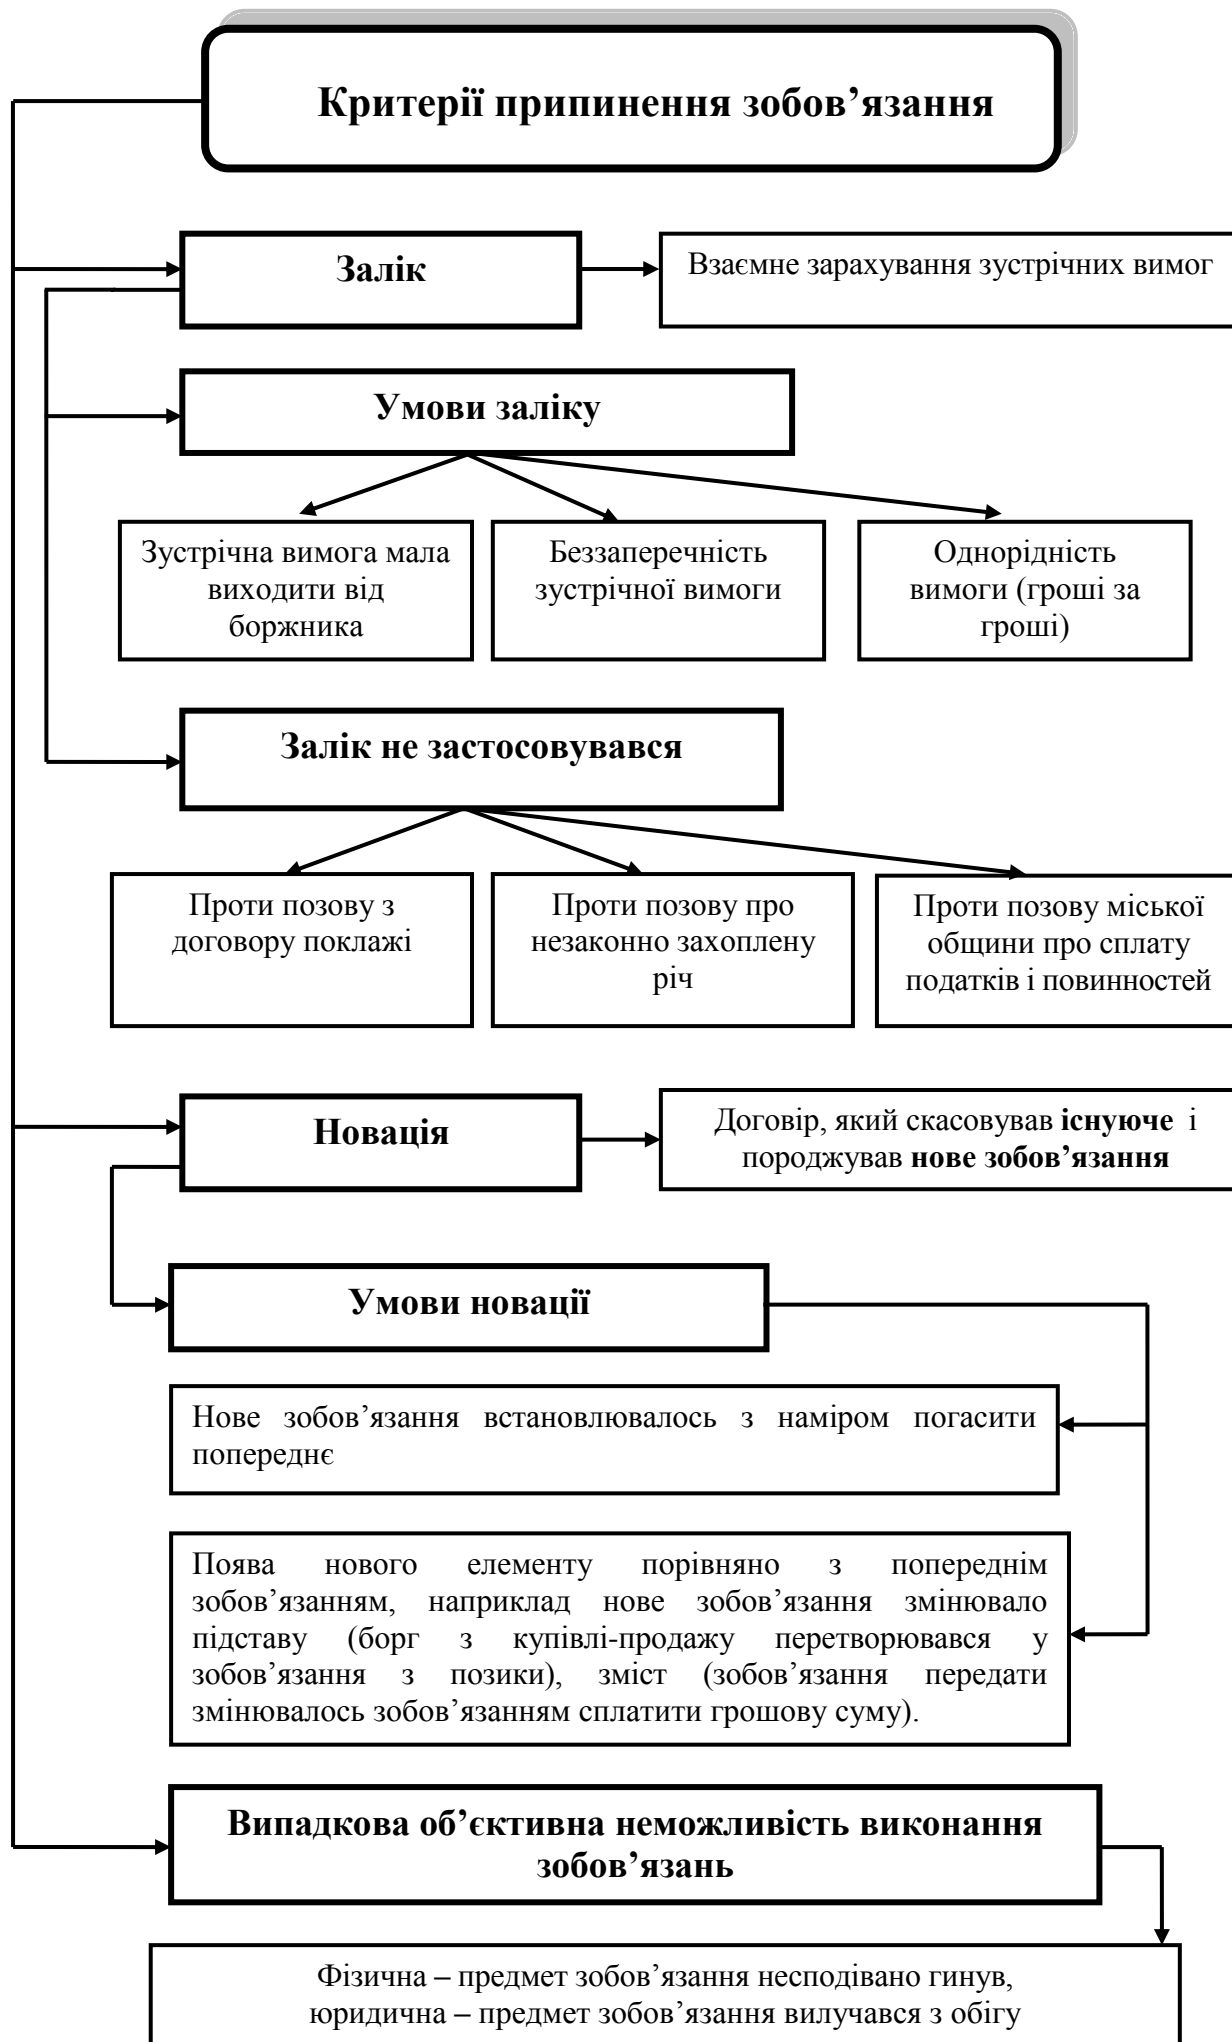 Критерії припинення зобов’язання
Залік
Взаємне зарахування зустрічних вимог
Умови заліку
Зустрічна вимога мала
виходити від
боржника
Беззаперечність
зустрічної вимоги
Однорідність
вимоги (гроші за
гроші)
Залік не застосовувався
Проти позову з
договору поклажі
Проти позову про
незаконно захоплену
річ
Проти позову міської
общини про сплату
податків і повинностей
Новація
Договір, який скасовував існуюче і
породжував нове зобов’язання
Умови новації
Нове зобов’язання встановлювалось з наміром погасити
попереднє
Поява нового елементу порівняно з попереднім
зобов’язанням, наприклад нове зобов’язання змінювало
підставу (борг з купівлі-продажу перетворювався у
зобов’язання з позики), зміст (зобов’язання передати
змінювалось зобов’язанням сплатити грошову суму).
Випадкова об’єктивна неможливість виконання
зобов’язань
Фізична – предмет зобов’язання несподівано гинув,
юридична – предмет зобов’язання вилучався з обігу